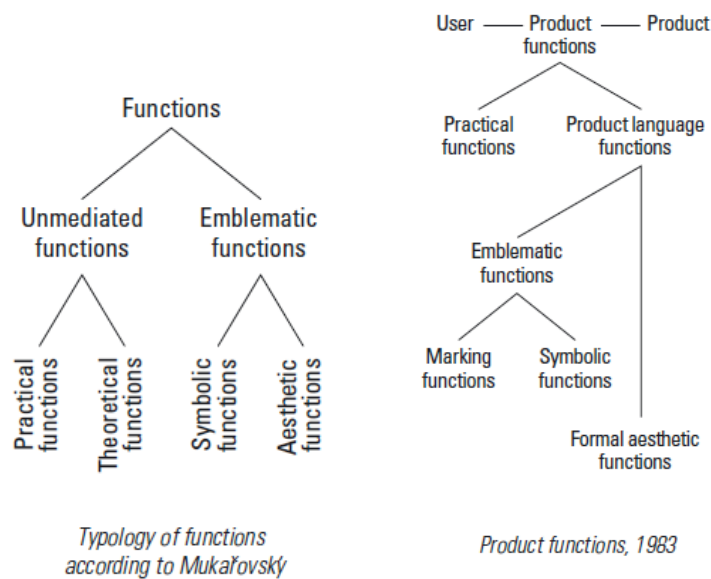 Functions
Unmediated
functions
Emblematic
functions
Practical
functions
Theoretical
functions
Symbolic
functions
Aesthetic
functions
Typology of functions
according to Mukařovský
User
Product
functions
Product
Practical
functions
Product language
functions
Emblematic
functions
Marking
functions
Symbolic
functions
Formal aesthetic
functions
Product functions, 1983